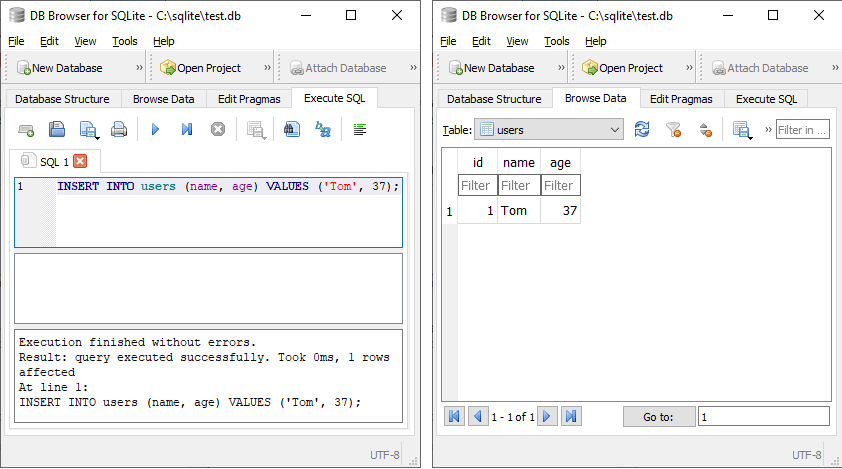 DB Browser for SQLite - C:\sqlite\test.db
File Edit View Tools Help
New Database » Open Project » Attach Database »
Database Structure Browse Data Edit Pragmas Execute SQL
SQL 1
1 INSERT INTO users (name, age) VALUES ('Tom', 37);
Execution finished without errors.
Result: query executed successfully. Took 0ms, 1 rows
affected
At line 1:
INSERT INTO users (name, age) VALUES ('Tom', 37);
UTF-8
DB Browser for SQLite - C:\sqlite\test.db
File Edit View Tools Help
New Database » Open Project » Attach Database »
Database Structure Browse Data Edit Pragmas Execute SQL
Table: users » Filter in ...
id name age
Filter Filter Filter
1 1 Tom 37
1 - 1 of 1 Go to: 1
UTF-8